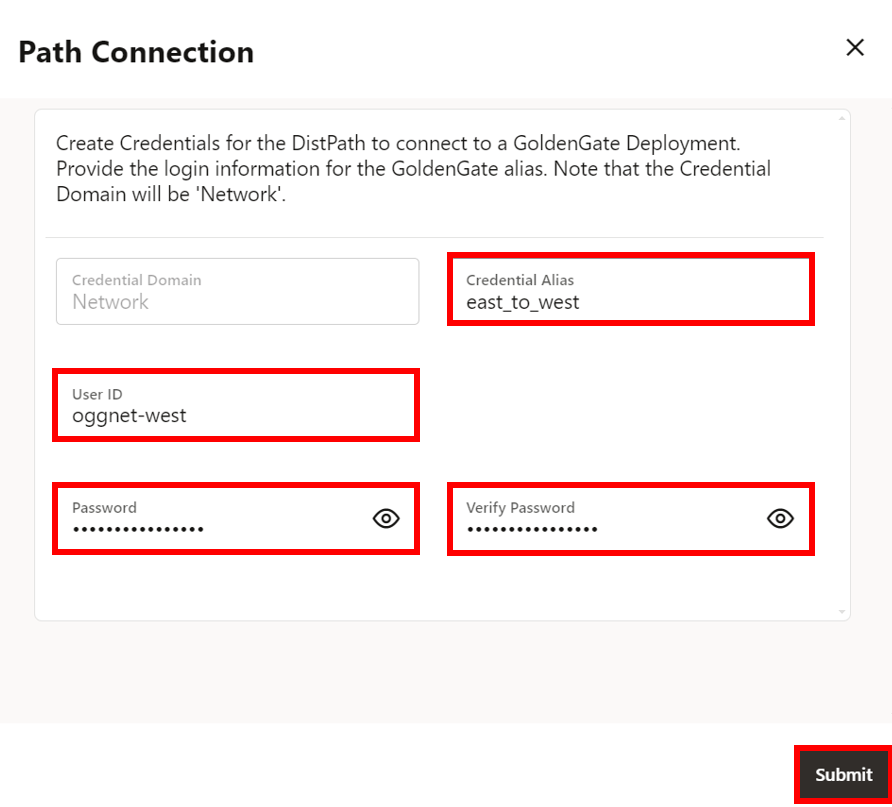 Path Connection
Create Credentials for the DistPath to connect to a GoldenGate Deployment.
Provide the login information for the GoldenGate alias. Note that the Credential
Domain will be 'Network'.
Credential Domain
Network
Credential Alias
east_to_west
User ID
oggnet-west
Password
••••••••••••••••
Verify Password
••••••••••••••••
Submit